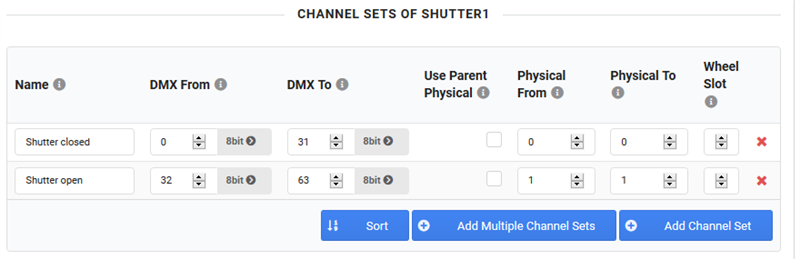 CHANNEL SETS OF SHUTTER1
Name DMX From DMX To Use Parent Physical Physical From Physical To Wheel Slot
Shutter closed 0 8bit 31 8bit 0 0
Shutter open 32 8bit 63 8bit 1 1
Sort Add Multiple Channel Sets Add Channel Set